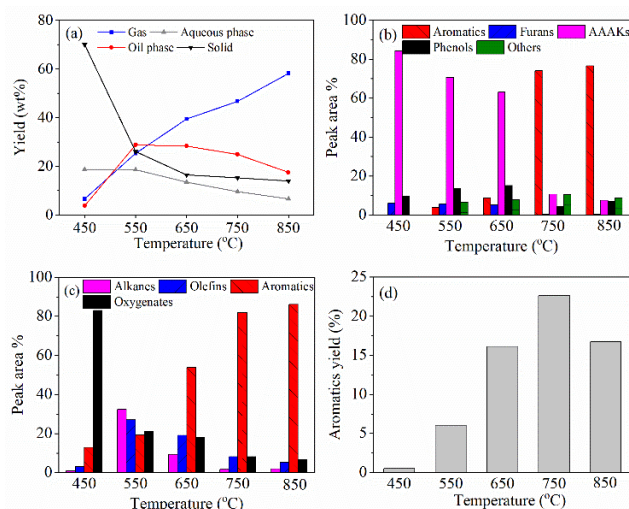 (a)
Gas
Aqueous phase
Oil phase
Solid
80
60
40
20
0
Yield (wt%)
450 550 650 750 850
Temperature (°C)
(b)
Aromatics
Furans
AAAKs
Phenols
Others
100
80
60
40
20
0
Peak area %
450 550 650 750 850
Temperature (°C)
(c)
Alkanes
Olefins
Aromatics
Oxygenates
100
80
60
40
20
0
Peak area %
450 550 650 750 850
Temperature (°C)
(d)
25
20
15
10
5
0
Aromatics yield (%)
450 550 650 750 850
Temperature (°C)